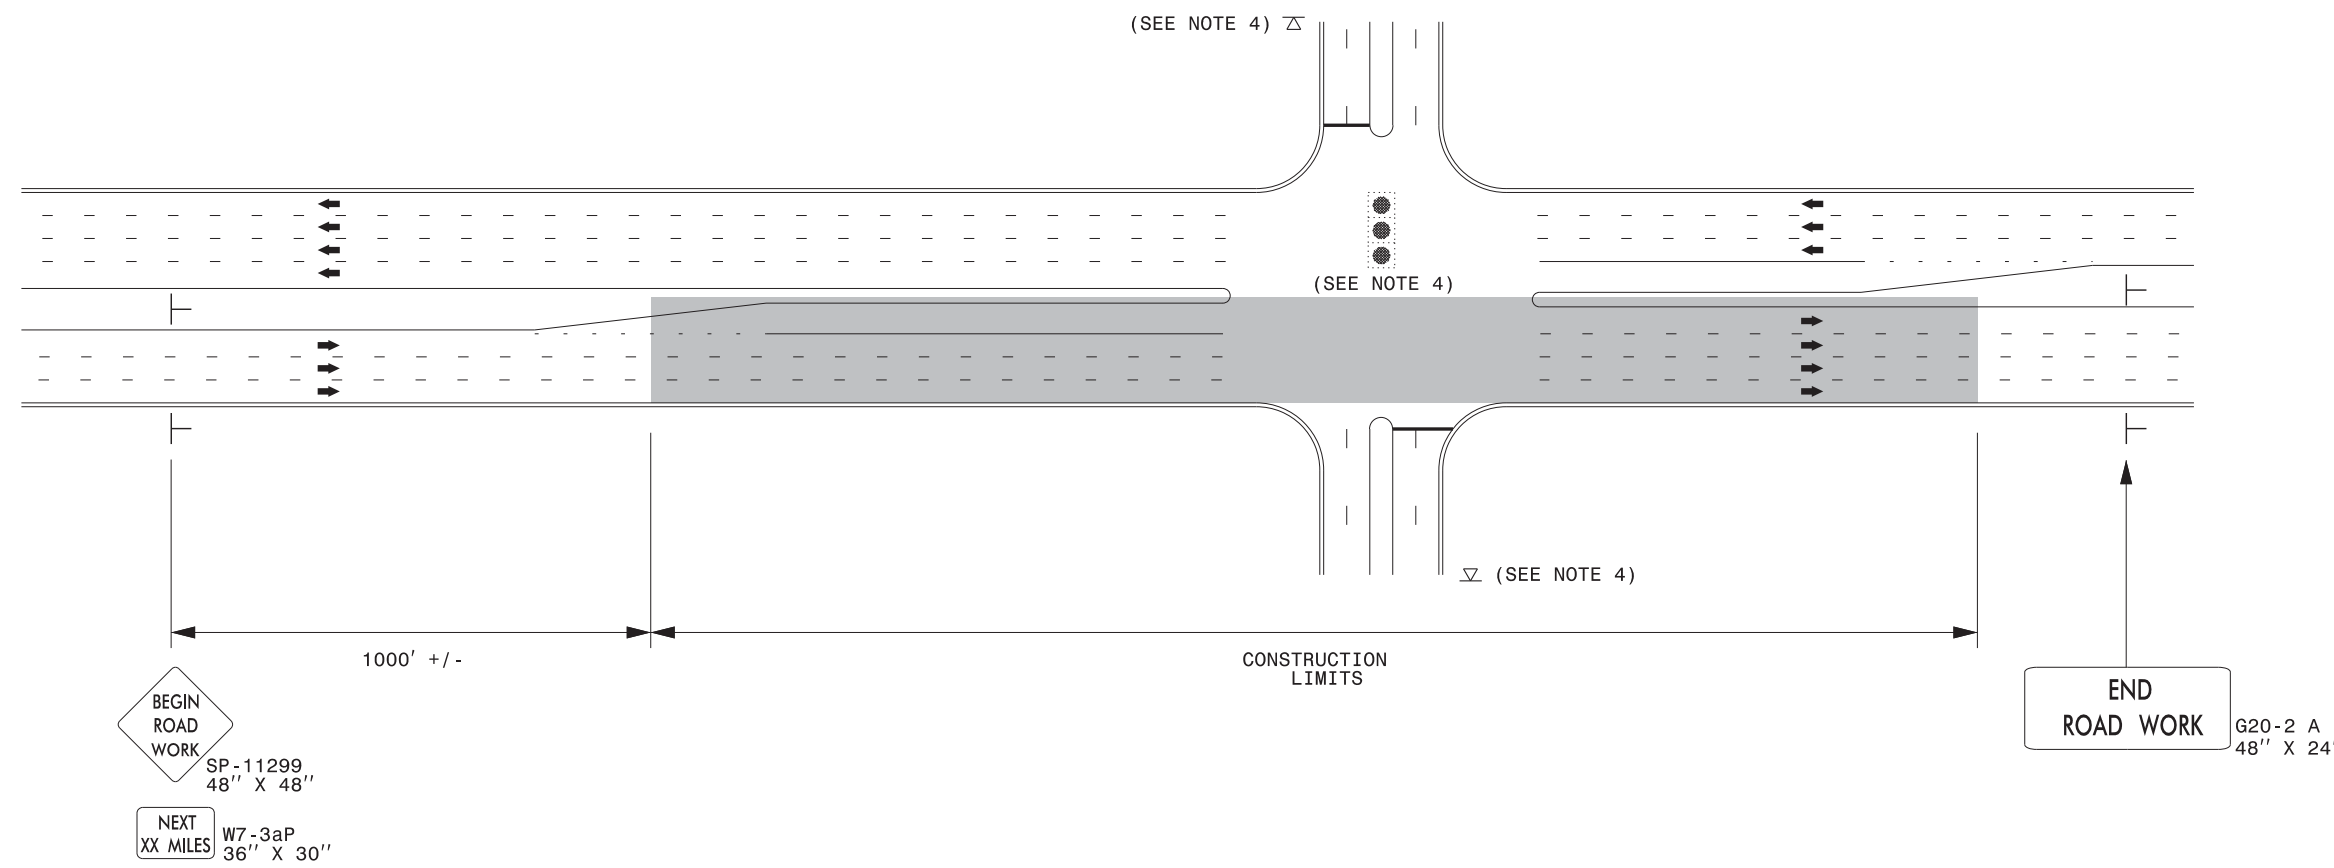 (SEE NOTE 4)
(SEE NOTE 4)
(SEE NOTE 4)
1000' +/-
CONSTRUCTION
LIMITS
BEGIN
ROAD
WORK
SP-11299
48'' X 48''
NEXT
XX MILES
W7-3aP
36'' X 30''
END
ROAD WORK
G20-2 A
48'' X 24'